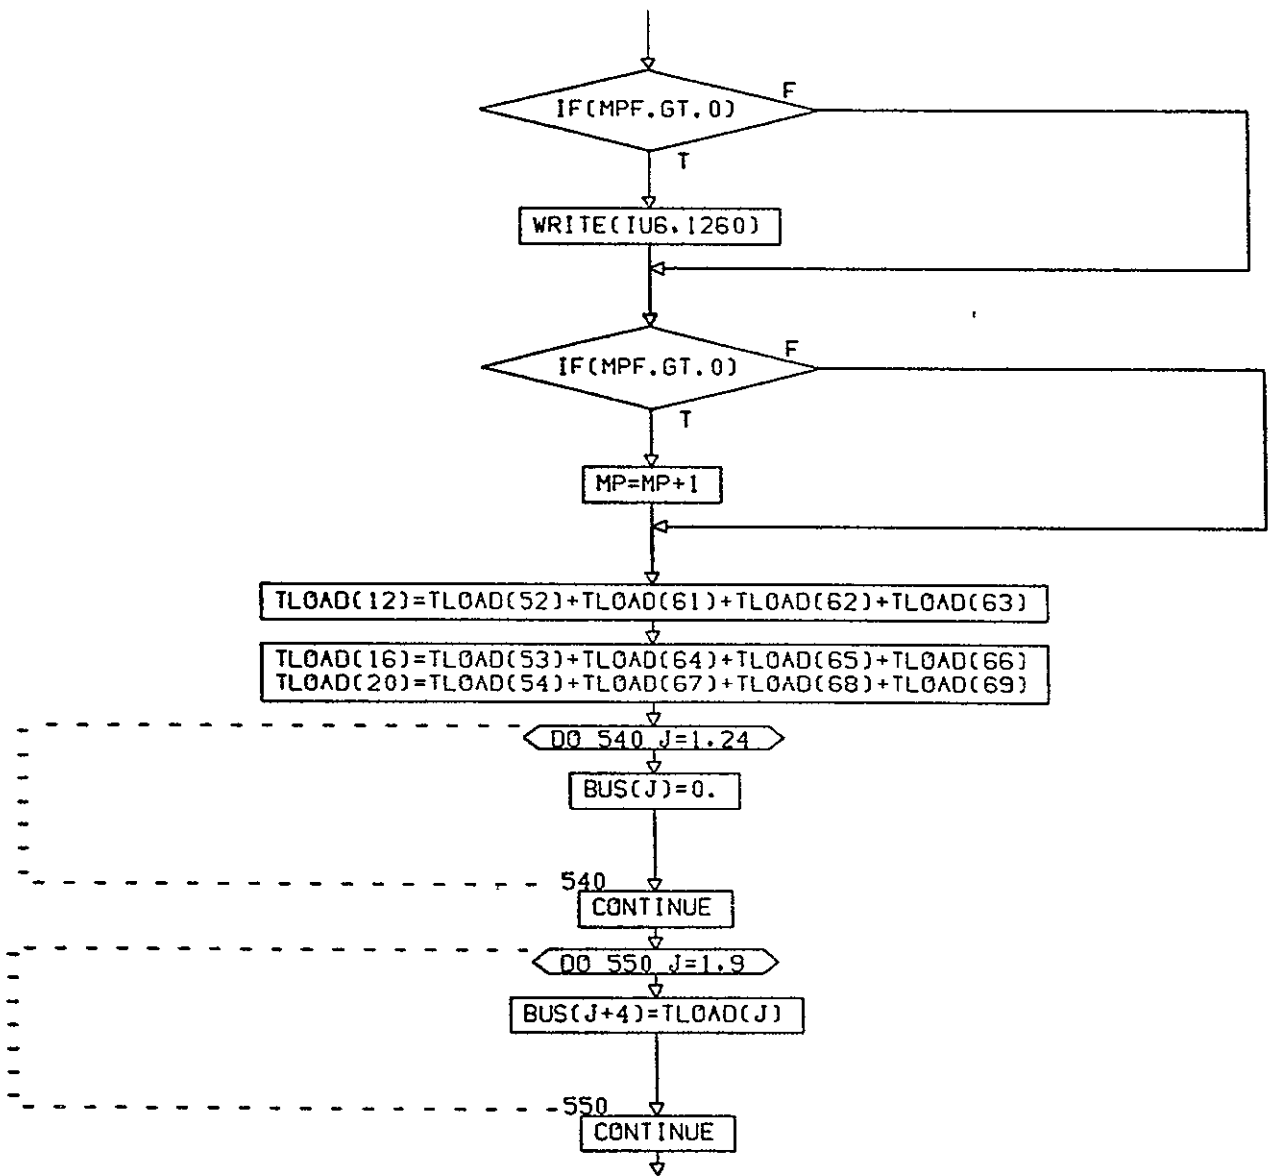 F
IF(MPF.GT.0)
T
WRITE(IU6.1260)
F
IF(MPF.GT.0)
T
MP=MP+1
TLOAD(12)=TLOAD(52)+TLOAD(61)+TLOAD(62)+TLOAD(63)
TLOAD(16)=TLOAD(53)+TLOAD(64)+TLOAD(65)+TLOAD(66)
TLOAD(20)=TLOAD(54)+TLOAD(67)+TLOAD(68)+TLOAD(69)
DO 540 J=1.24
BUS(J)=0.
540
CONTINUE
DO 550 J=1.9
BUS(J+4)=TLOAD(J)
550
CONTINUE